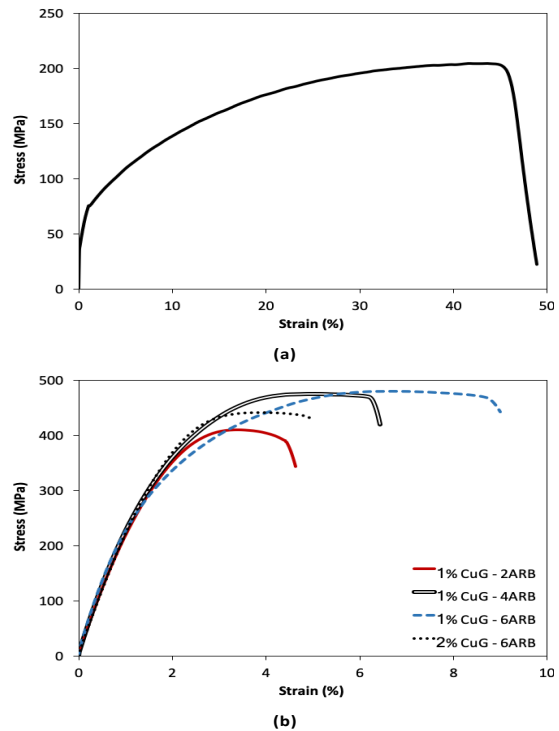 250
200
150
100
50
0
Stress (MPa)
0 10 20 30 40 50
Strain (%)
(a)
500
400
300
200
100
0
Stress (MPa)
1% CuG - 2ARB
1% CuG - 4ARB
1% CuG - 6ARB
2% CuG - 6ARB
0 2 4 6 8 10
Strain (%)
(b)